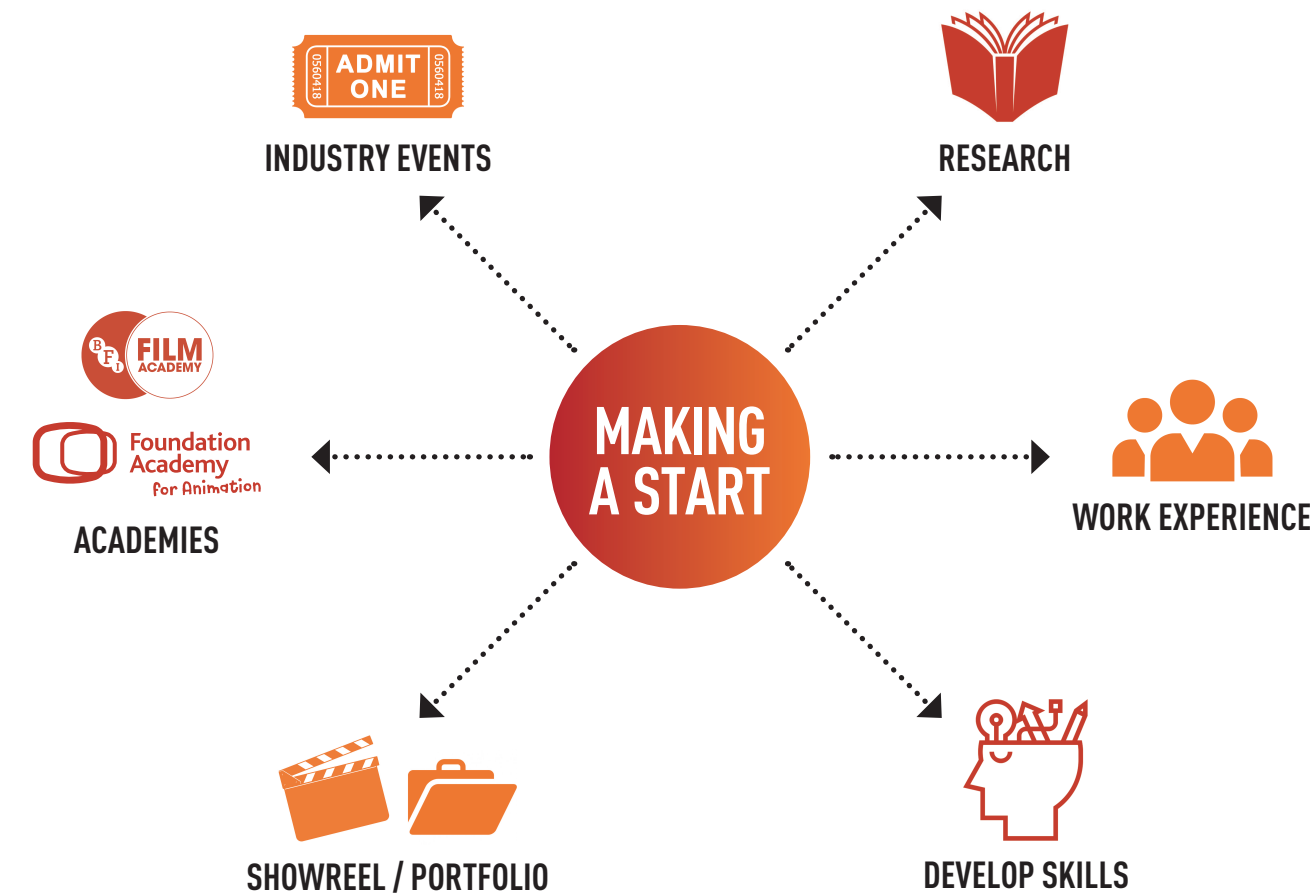 0560418
ADMIT
ONE
0560418
INDUSTRY EVENTS
RESEARCH
BFI
FILM
ACADEMY
Foundation
Academy
for Animation
ACADEMIES
MAKING
A START
WORK EXPERIENCE
SHOWREEL / PORTFOLIO
DEVELOP SKILLS